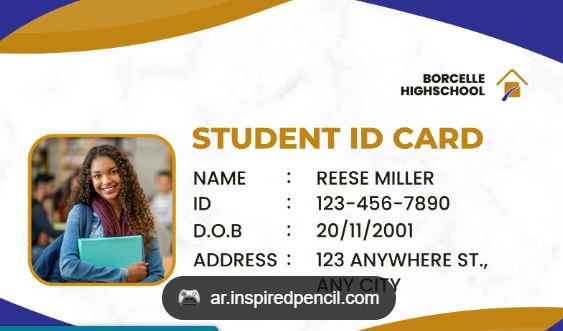 BORCELLE
HIGHSCHOOL
STUDENT ID CARD
NAME : REESE MILLER
ID : 123-456-7890
D.O.B : 20/11/2001
ADDRESS : 123 ANYWHERE ST.,
ANY CITY
ar.inspiredpencil.com